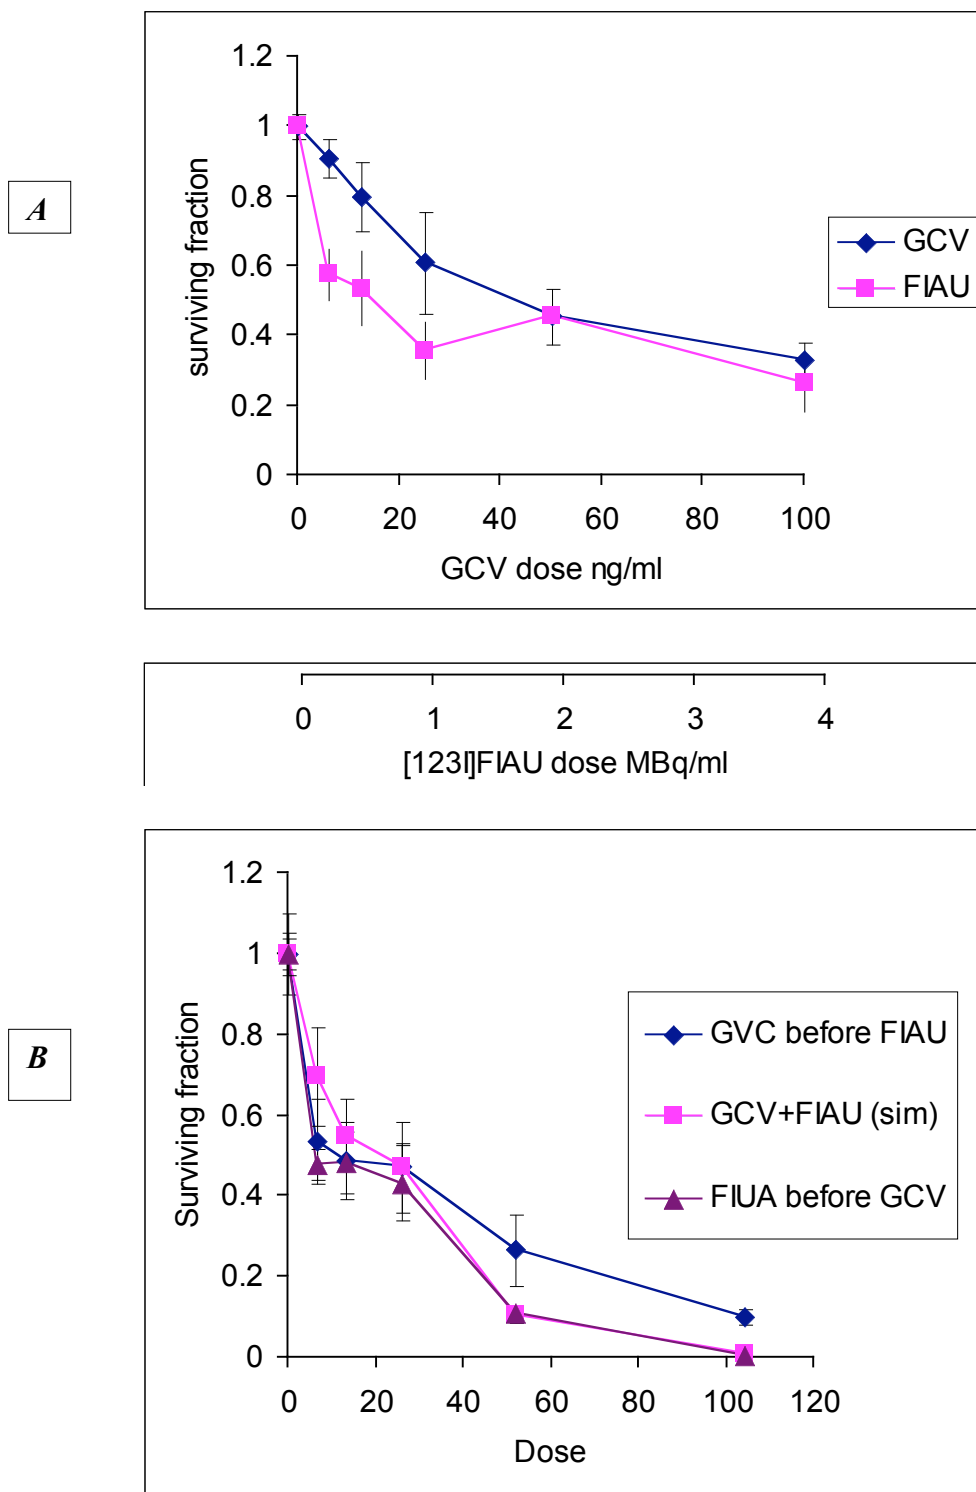 A
1.2
1
0.8
0.6
0.4
0.2
0
surviving fraction
0 20 40 60 80 100
GCV dose ng/ml
GCV
FIAU
0 1 2 3 4
[123I]FIAU dose MBq/ml
B
1.2
1
0.8
0.6
0.4
0.2
0
Surviving fraction
0 20 40 60 80 100 120
Dose
GVC before FIAU
GCV+FIAU (sim)
FIUA before GCV